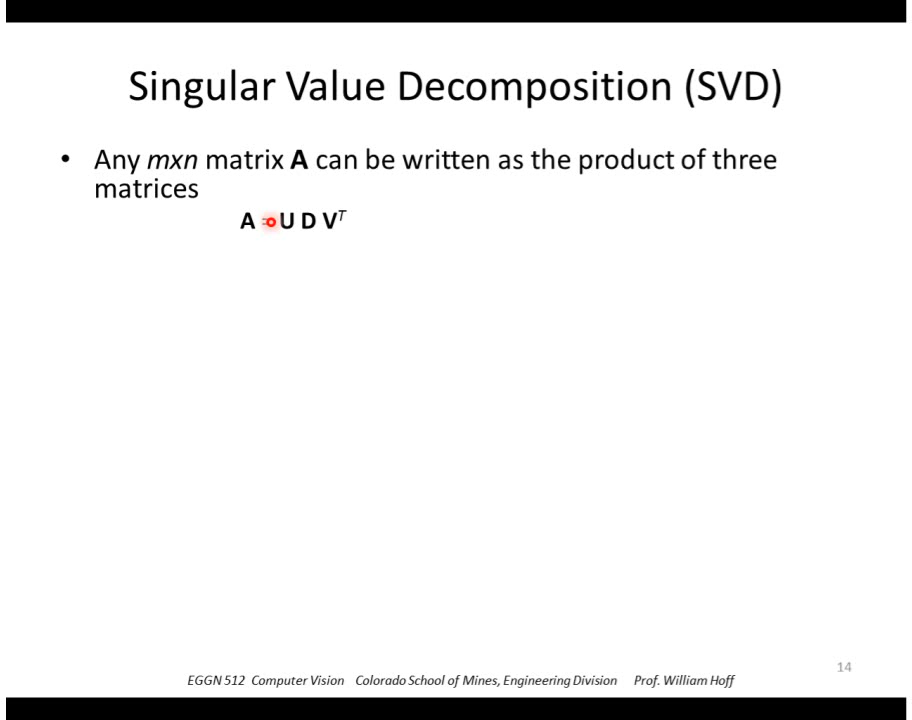 Singular Value Decomposition (SVD)
• Any mxn matrix A can be written as the product of three
matrices
A = U D Vᵀ
14
EGGN 512 Computer Vision Colorado School of Mines, Engineering Division Prof. William Hoff